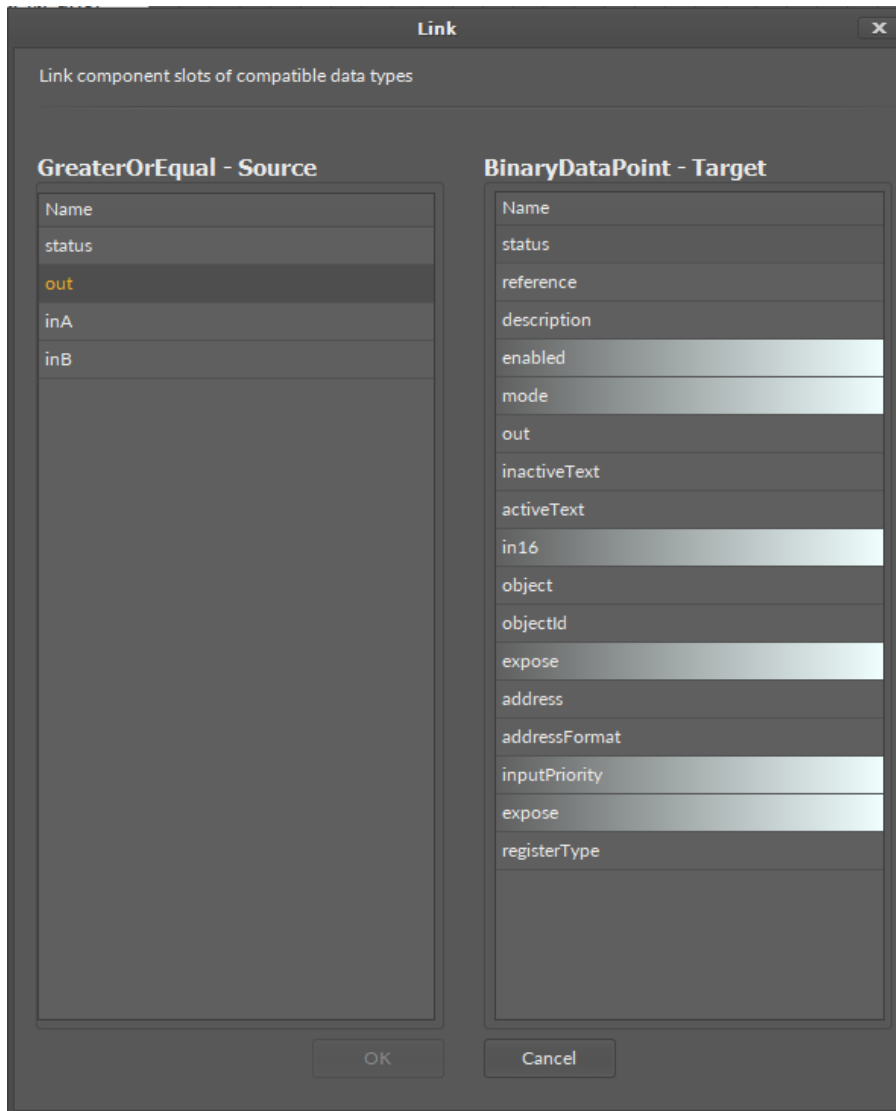 Link
x
Link component slots of compatible data types
GreaterOrEqual - Source
Name
status
out
inA
inB
BinaryDataPoint - Target
Name
status
reference
description
enabled
mode
out
inactiveText
activeText
in16
object
objectId
expose
address
addressFormat
inputPriority
expose
registerType
OK
Cancel